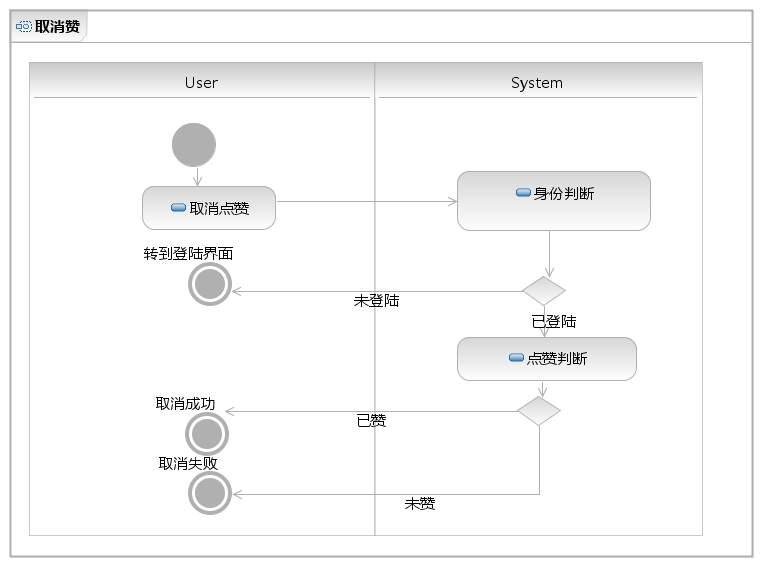 取消赞
User
System
取消点赞
身份判断
转到登陆界面
未登陆
已登陆
点赞判断
取消成功
已赞
取消失败
未赞